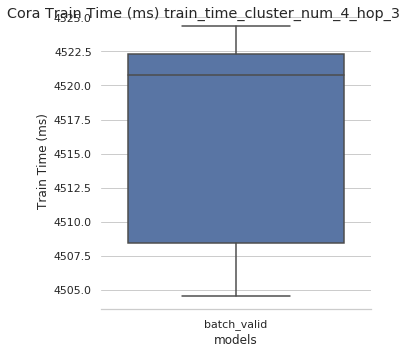 Cora Train Time (ms) train_time_cluster_num_4_hop_3
4525.0
4522.5
4520.0
4517.5
4515.0
4512.5
4510.0
4507.5
4505.0
Train Time (ms)
batch_valid
models